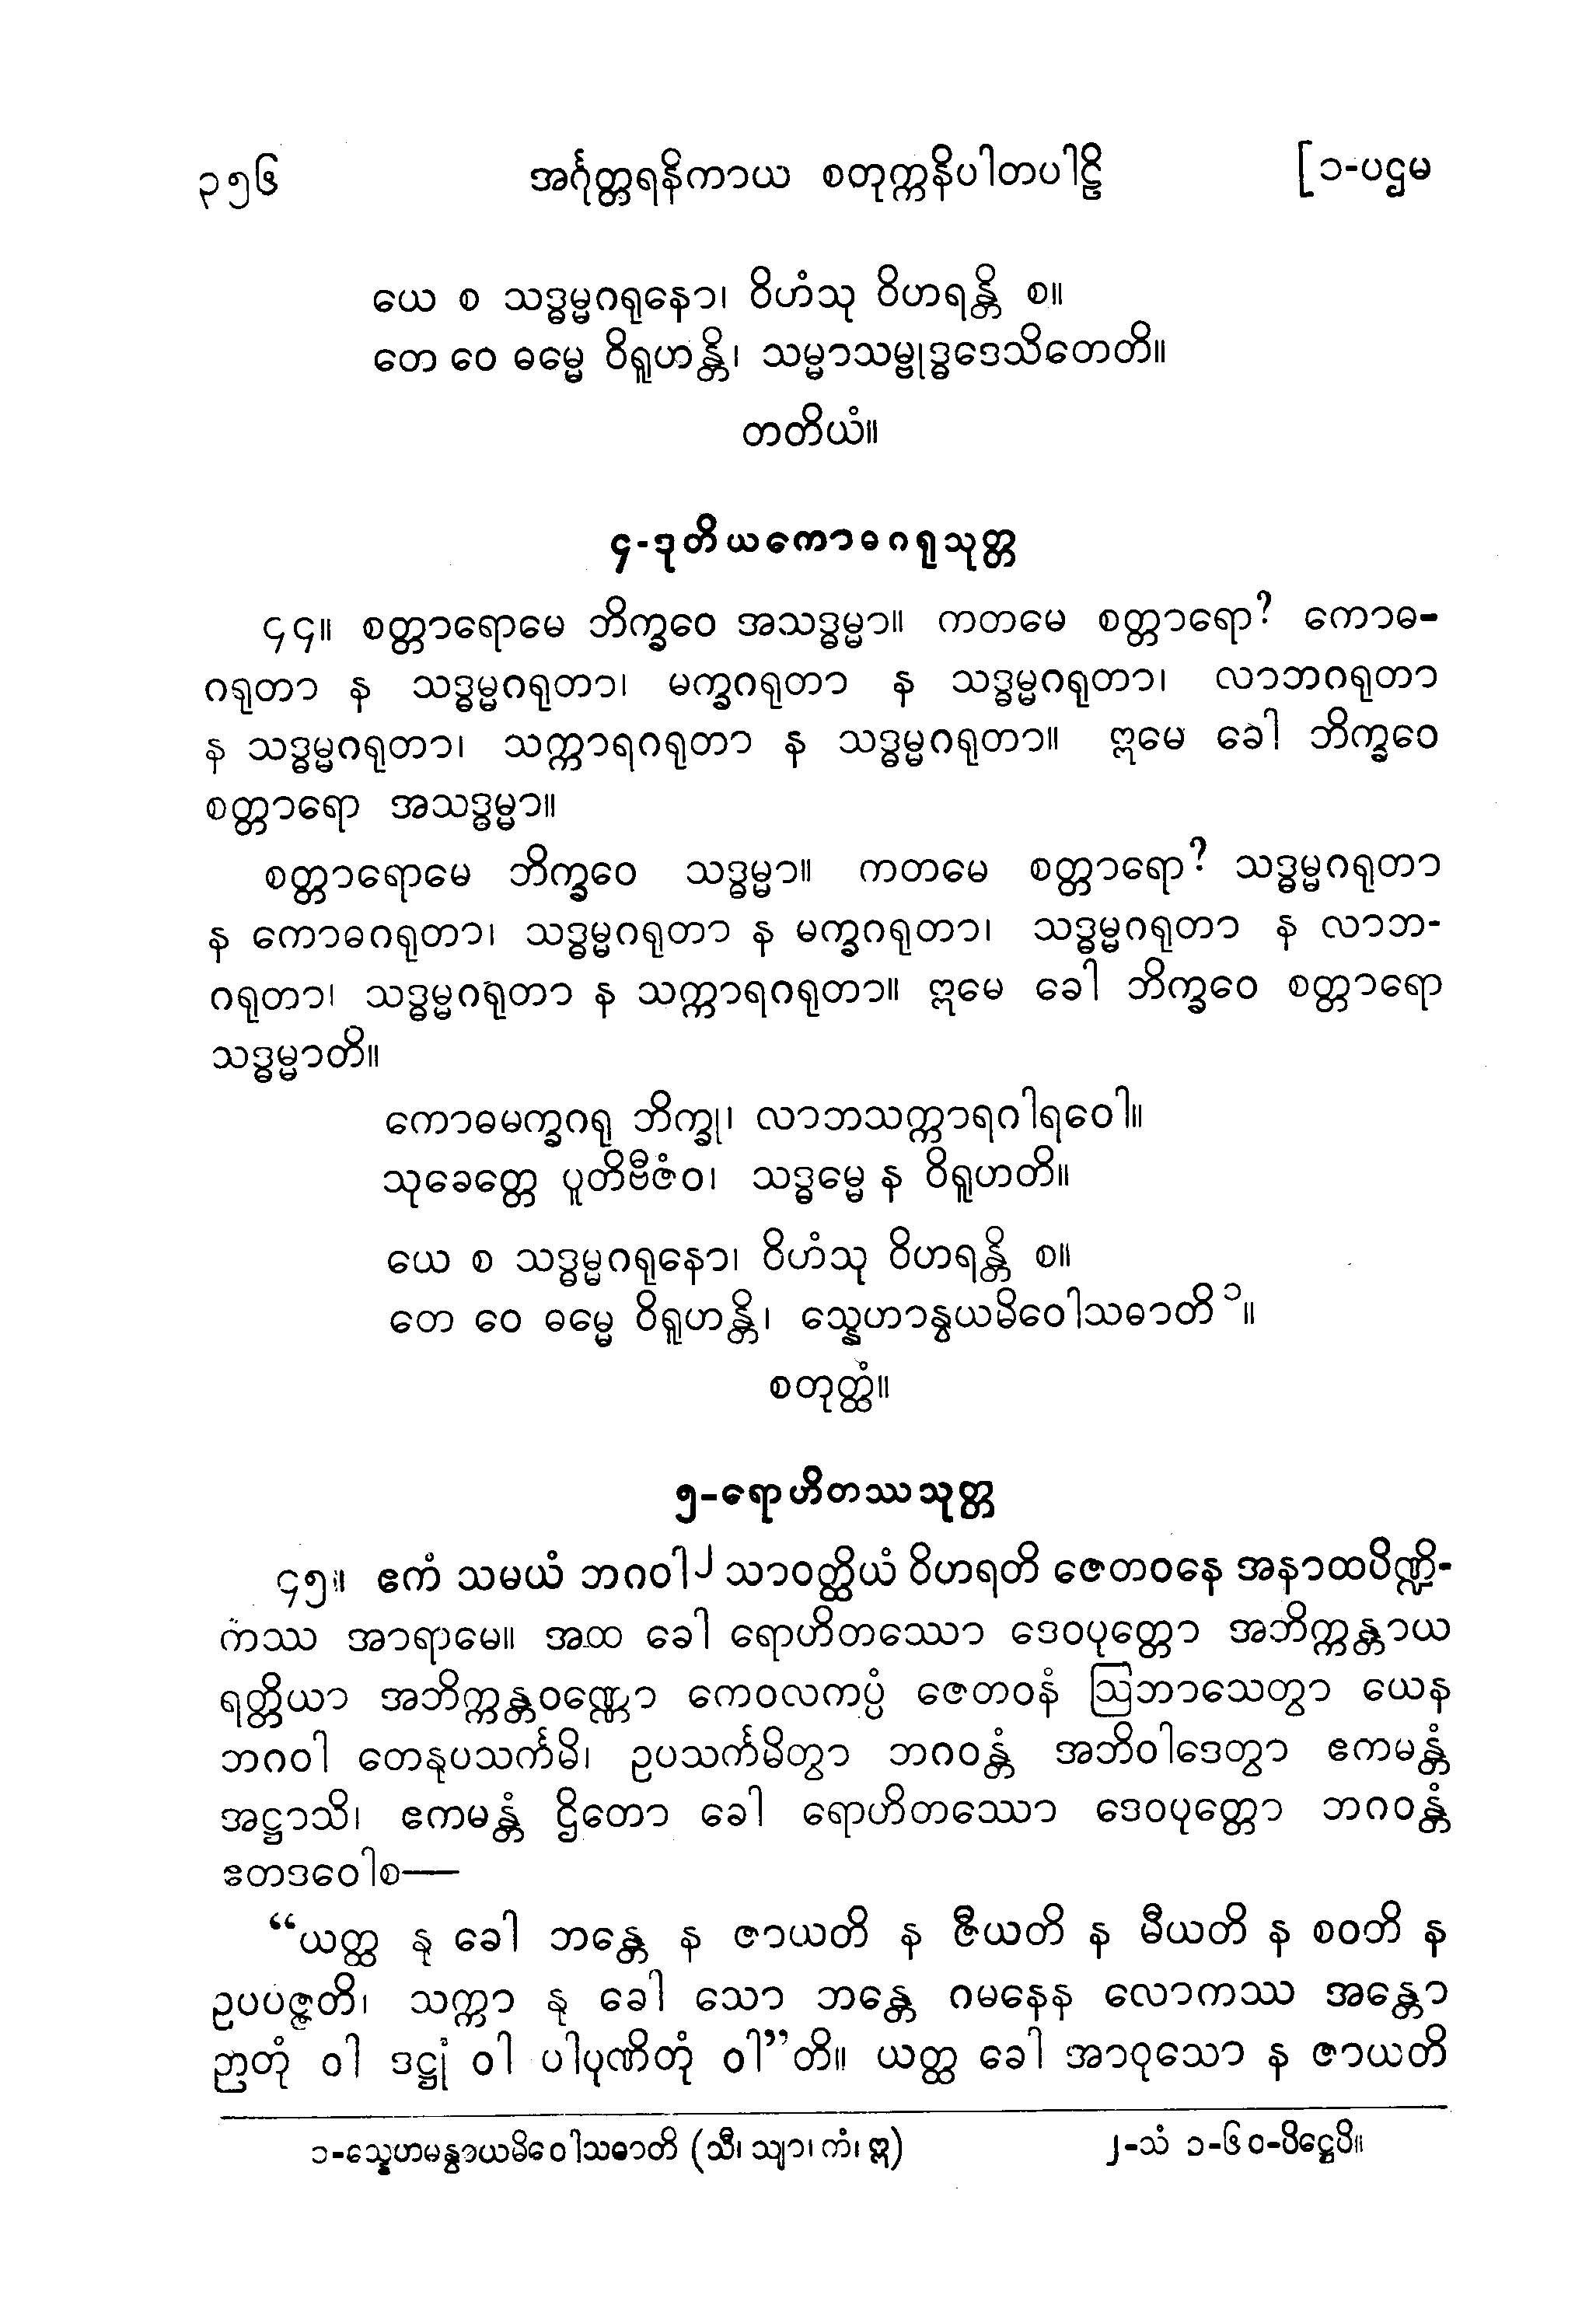 ၃၅၆ အင်္ဂုတ္တရနိကာယ စတုက္ကနိပါတပါဠိ [၁-ပဌမ
ယေ စ သဒ္ဓမ္မဂရုနော၊ ဝိဟံသု ဝိဟရန္တိ စ။
တေ ဝေ ဓမ္မေ ဝိရူဟန္တိ၊ သမ္မာသမ္ဗုဒ္ဓဒေသိတေတိ။
တတိယံ။
၄-ဒုတိယကောဓဂရုသုတ္တ
၄၄။ စတ္တာရောမေ ဘိက္ခဝေ အသဒ္ဓမ္မာ။ ကတမေ စတ္တာရော? ကောဓ-
ဂရုတာ န သဒ္ဓမ္မဂရုတာ၊ မက္ခဂရုတာ န သဒ္ဓမ္မဂရုတာ၊ လာဘဂရုတာ
န သဒ္ဓမ္မဂရုတာ၊ သက္ကာရဂရုတာ န သဒ္ဓမ္မဂရုတာ။ ဣမေ ခေါ ဘိက္ခဝေ
စတ္တာရော အသဒ္ဓမ္မာ။
စတ္တာရောမေ ဘိက္ခဝေ သဒ္ဓမ္မာ။ ကတမေ စတ္တာရော? သဒ္ဓမ္မဂရုတာ
န ကောဓဂရုတာ၊ သဒ္ဓမ္မဂရုတာ န မက္ခဂရုတာ၊ သဒ္ဓမ္မဂရုတာ န လာဘ-
ဂရုတာ၊ သဒ္ဓမ္မဂရုတာ န သက္ကာရဂရုတာ။ ဣမေ ခေါ ဘိက္ခဝေ စတ္တာရော
သဒ္ဓမ္မာတိ။
ကောဓမက္ခဂရု ဘိက္ခု၊ လာဘသက္ကာရဂါရဝေါ။
သုခေတ္တေ ပူတိဗီဇံဝ၊ သဒ္ဓမ္မေ န ဝိရူဟတိ။
ယေ စ သဒ္ဓမ္မဂရုနော၊ ဝိဟံသု ဝိဟရန္တိ စ။
တေ ဝေ ဓမ္မေ ဝိရူဟန္တိ၊ သ္နေဟာန္ွယမိဝေါသဓာတိ ၁။
စတုတ္ထံ။
၅-ရောဟိတဿသုတ္တ
၄၅။ ဧကံ သမယံ ဘဂဝါ ၂ သာဝတ္ထိယံ ဝိဟရတိ ဇေတဝနေ အနာထပိဏ္ဍိ-
ကဿ အာရာမေ။ အထ ခေါ ရောဟိတဿော ဒေဝပုတ္တော အဘိက္ကန္တာယ
ရတ္တိယာ အဘိက္ကန္တဝဏ္ဏော ကေဝလကပ္ပံ ဇေတဝနံ ဩဘာသေတွာ ယေန
ဘဂဝါ တေနုပသင်္ကမိ၊ ဥပသင်္ကမိတွာ ဘဂဝန္တံ အဘိဝါဒေတွာ ဧကမန္တံ
အဋ္ဌာသိ၊ ဧကမန္တံ ဌိတော ခေါ ရောဟိတဿော ဒေဝပုတ္တော ဘဂဝန္တံ
ဧတဒဝေါစ—
“ယတ္ထ နု ခေါ ဘန္တေ န ဇာယတိ န ဇီယတိ န မီယတိ န စဝတိ န
ဥပပဇ္ဇတိ၊ သက္ကာ နု ခေါ သော ဘန္တေ ဂမနေန လောကဿ အန္တော
ဉာတုံ ဝါ ဒဋ္ဌုံ ဝါ ပါပုဏိတုံ ဝါ”တိ။ ယတ္ထ ခေါ အာဝုသော န ဇာယတိ
၁-သ္နေဟမန္ွာယမိဝေါသဓာတိ (သီ၊ သျာ၊ ကံ၊ ဣ) ၂-သံ ၁-၆၀-ပိဋ္ဌေပိ။